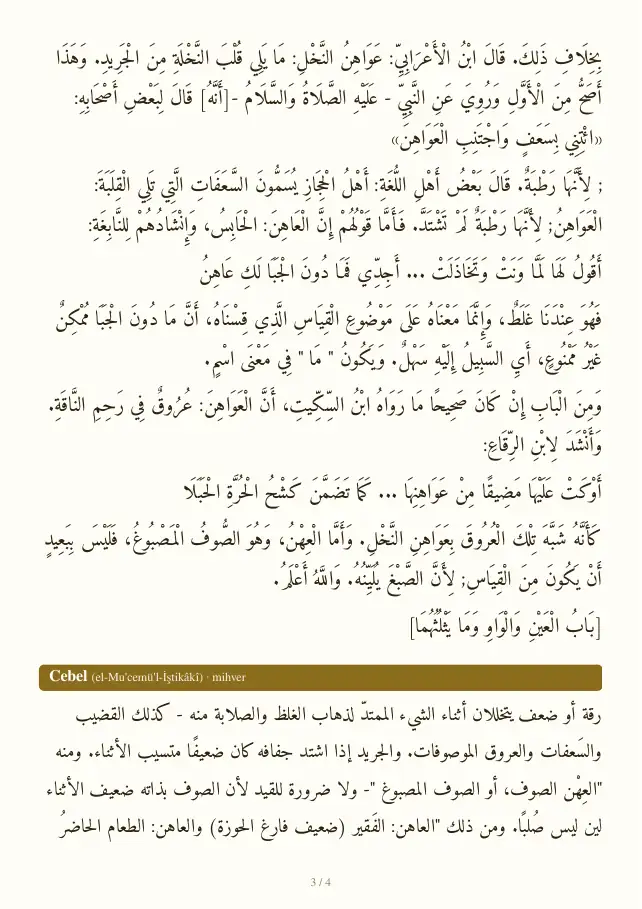 بِخِلَافِ ذَلِكَ. قَالَ ابْنُ الْأَعْرَابِيِّ: عَوَاهِنُ النَّخْلِ: مَا يَلِي قُلْبَ النَّخْلَةِ مِنَ الْجَرِيدِ. وَهَذَا
أَصَحُّ مِنَ الْأَوَّلِ وَرُوِيَ عَنِ النَّبِيِّ - عَلَيْهِ الصَّلَاةُ وَالسَّلَامُ -[أَنَّهُ] قَالَ لِبَعْضِ أَصْحَابِهِ:
«ائْتِنِي بِسَعَفٍ وَاجْتَنِبِ الْعَوَاهِنَ»
; لِأَنَّهَا رَطْبَةٌ. قَالَ بَعْضُ أَهْلِ اللُّغَةِ: أَهْلُ الْحِجَازِ يُسَمُّونَ السَّعَفَاتِ الَّتِي تَلِي الْقِلَبَةَ:
الْعَوَاهِنُ; لِأَنَّهَا رَطْبَةٌ لَمْ تَشْتَدَّ. فَأَمَّا قَوْلُهُمْ إِنَّ الْعَاهِنَ: الْحَابِسُ، وَإِنْشَادُهُمْ لِلنَّابِغَةِ:
أَقُولُ لَهَا لَمَّا وَنَتْ وَتَخَاذَلَتْ ... أَجِدِّي فَمَا دُونَ الْجَبَا لَكِ عَاهِنُ
فَهُوَ عِنْدَنَا غَلَطٌ، وَإِنَّمَا مَعْنَاهُ عَلَى مَوْضُوعِ الْقِيَاسِ الَّذِي قِسْنَاهُ، أَنَّ مَا دُونَ الْجَبَا مُمْكِنٌ
غَيْرُ مَمْنُوعٍ، أَيِ السَّبِيلُ إِلَيْهِ سَهْلٌ. وَيَكُونُ " مَا " فِي مَعْنَى اسْمٍ.
وَمِنَ الْبَابِ إِنْ كَانَ صَحِيحًا مَا رَوَاهُ ابْنُ السِّكِّيتِ، أَنَّ الْعَوَاهِنَ: عُرُوقٌ فِي رَحِمِ النَّاقَةِ.
وَأَنْشَدَ لِابْنِ الرِّقَاعِ:
أَوْكَتْ عَلَيْهَا مَضِيقًا مِنْ عَوَاهِنِهَا ... كَمَا تَضَمَّنَ كَشْحُ الْحُرَّةِ الْحَبَلَا
كَأَنَّهُ شَبَّهَ تِلْكَ الْعُرُوقَ بِعَوَاهِنِ النَّخْلِ. وَأَمَّا الْعِهْنُ، وَهُوَ الصُّوفُ الْمَصْبُوغُ، فَلَيْسَ بِبَعِيدٍ
أَنْ يَكُونَ مِنَ الْقِيَاسِ; لِأَنَّ الصَّبْغَ يُلَيِّنُهُ. وَاللَّهُ أَعْلَمُ.
[بَابُ الْعَيْنِ وَالْوَاوِ وَمَا يَثْلُثُهُمَا]
Cebel (el-Mu'cemü'l-İştikâkî) · mihver
رقة أو ضعف يتخللان أثناء الشيء الممتدّ لذهاب الغلظ والصلابة منه - كذلك القضيب
والسَعفات والعروق الموصوفات. والجريد إذا اشتد جفافه كان ضعيفًا متسيب الأثناء. ومنه
"العِهْن الصوف، أو الصوف المصبوغ "- ولا ضرورة للقيد لأن الصوف بذاته ضعيف الأثناء
لين ليس صُلبًا. ومن ذلك "العاهن: الفَقير (ضعيف فارغ الحوزة) والعاهن: الطعام الحاضرُ
3 / 4